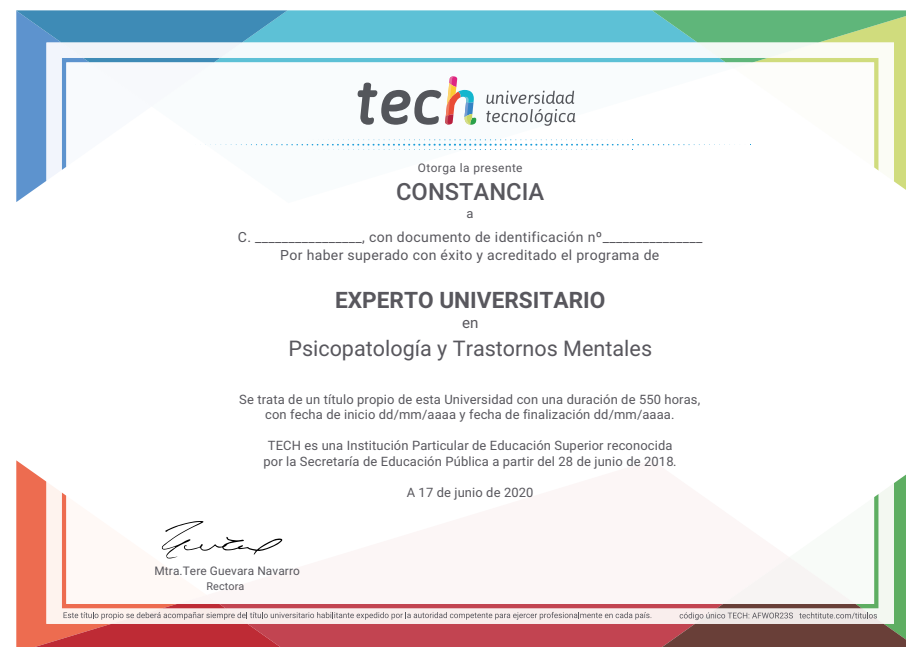 tech universidad
tecnológica
Otorga la presente
CONSTANCIA
a
C. ________________, con documento de identificación nº_______________
Por haber superado con éxito y acreditado el programa de
EXPERTO UNIVERSITARIO
en
Psicopatología y Trastornos Mentales
Se trata de un título propio de esta Universidad con una duración de 550 horas,
con fecha de inicio dd/mm/aaaa y fecha de finalización dd/mm/aaaa.
TECH es una Institución Particular de Educación Superior reconocida
por la Secretaría de Educación Pública a partir del 28 de junio de 2018.
A 17 de junio de 2020
Mtra.Tere Guevara Navarro
Rectora
Este título propio se deberá acompañar siempre del título universitario habilitante expedido por la autoridad competente para ejercer profesionalmente en cada país. código único TECH: AFWOR23S techtitute.com/titulos